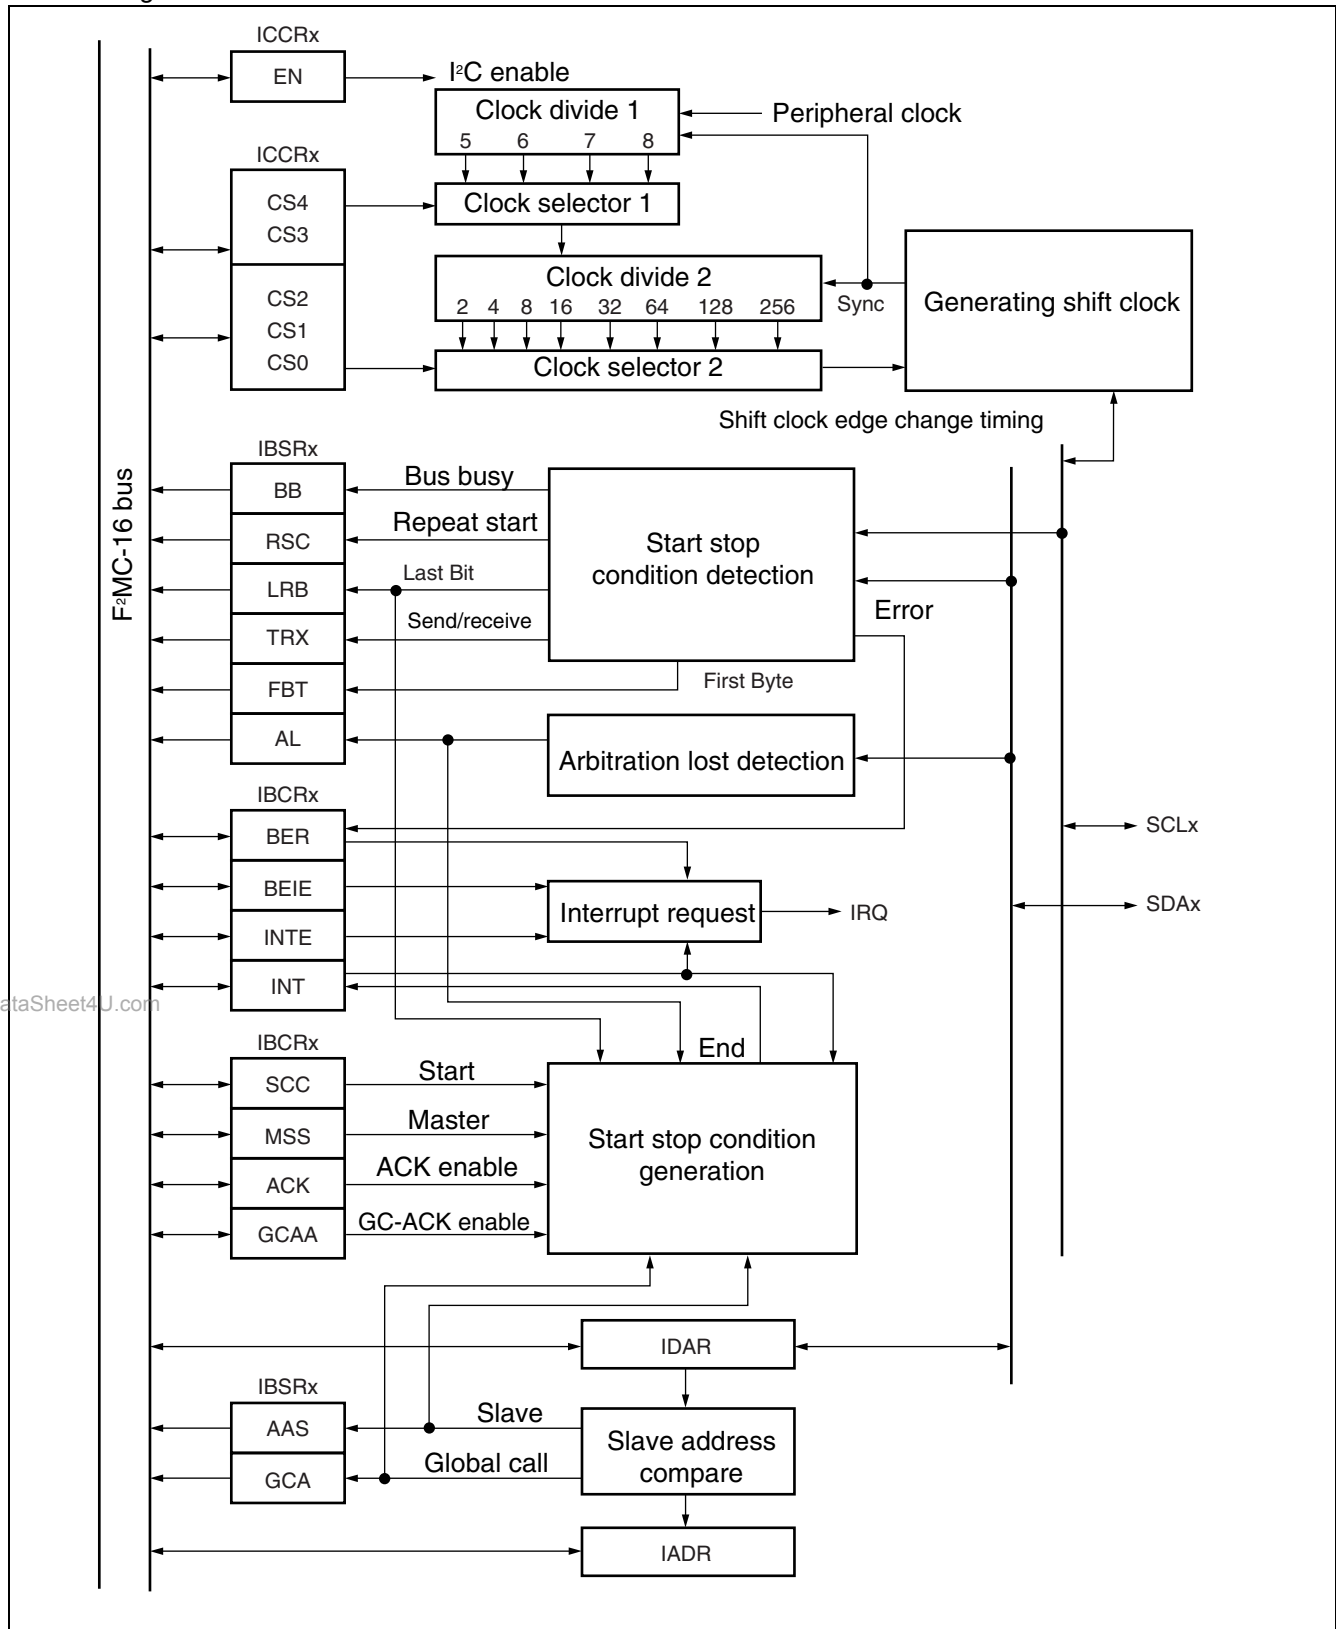 ICCRx
EN
I²C enable
Clock divide 1
Peripheral clock
5 6 7 8
ICCRx
CS4
Clock selector 1
CS3
Clock divide 2
CS2
2 4 8 16 32 64 128 256
Sync
Generating shift clock
CS1
CS0
Clock selector 2
Shift clock edge change timing
F²MC-16 bus
IBSRx
BB
Bus busy
RSC
Repeat start
Start stop
condition detection
LRB
Last Bit
Error
TRX
Send/receive
FBT
First Byte
AL
Arbitration lost detection
IBCRx
BER
SCLx
BEIE
Interrupt request
IRQ
SDAx
INTE
INT
ataSheet4U.com
IBCRx
End
SCC
Start
MSS
Master
Start stop condition
generation
ACK
ACK enable
GCAA
GC-ACK enable
IDAR
IBSRx
AAS
Slave
Slave address
compare
GCA
Global call
IADR